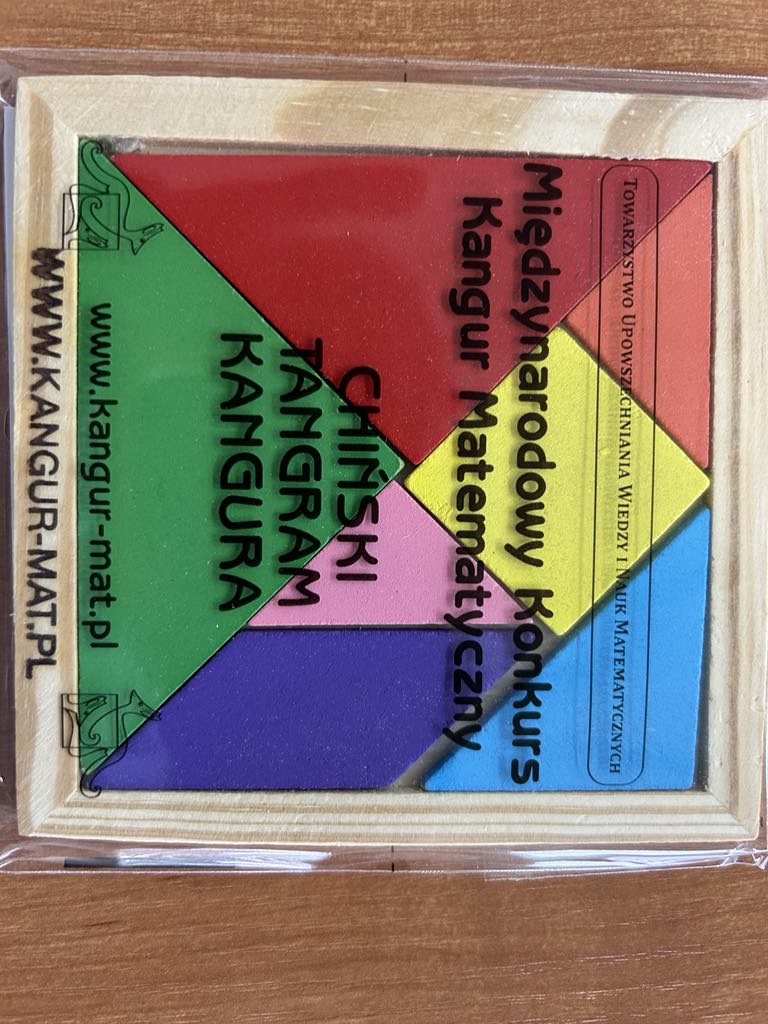 TOWARZYSTWO UPOWSZECHNIANIA WIEDZY I NAUK MATEMATYCZNYCH
Międzynarodowy Konkurs
Kangur Matematyczny
CHIŃSKI
TANGRAM
KANGURA
www.kangur-mat.pl
WWW.KANGUR-MAT.PL